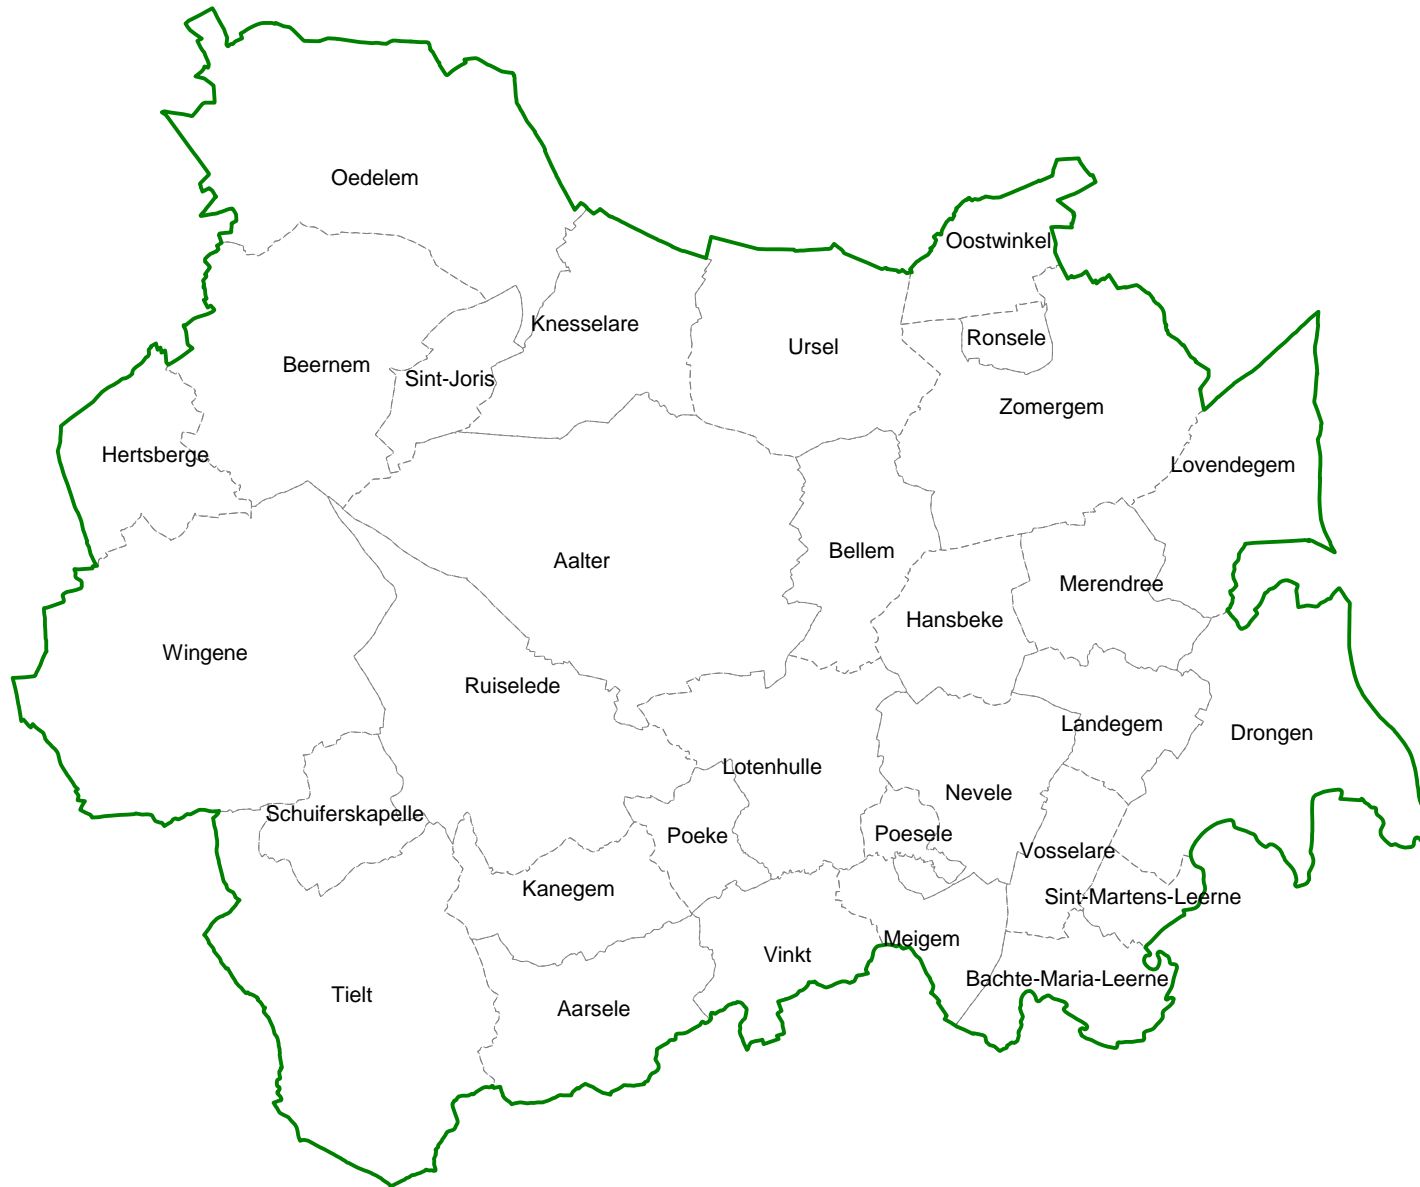 Oedelem
Oostwinkel
Knesselare
Ronsele
Ursel
Beernem
Sint-Joris
Zomergem
Hertsberge
Lovendegem
Bellem
Aalter
Merendree
Hansbeke
Wingene
Ruiselede
Landegem
Drongen
Lotenhulle
Nevele
Schuiferskapelle
Poesele
Poeke
Vosselare
Kanegem
Sint-Martens-Leerne
Meigem
Vinkt
Bachte-Maria-Leerne
Tielt
Aarsele